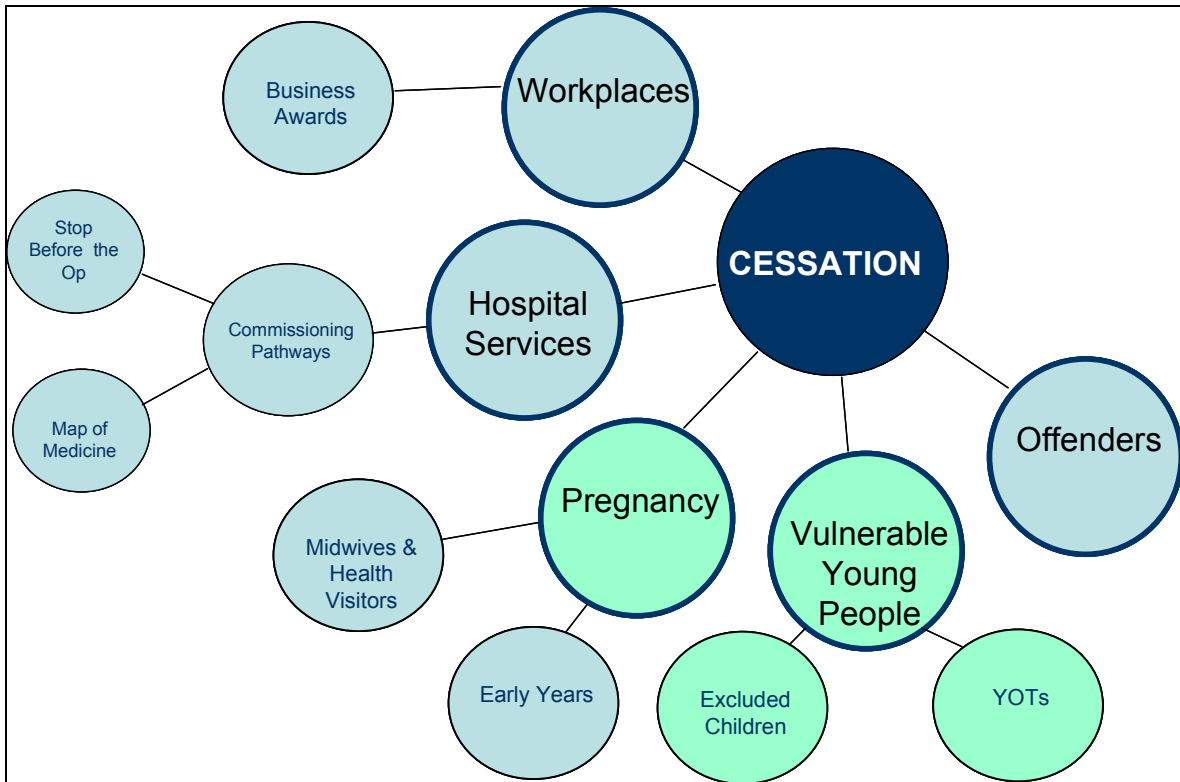 Business
Awards
Workplaces
CESSATION
Stop
Before the
Op
Commissioning
Pathways
Hospital
Services
Map of
Medicine
Offenders
Pregnancy
Vulnerable
Young
People
Midwives &
Health
Visitors
Early Years
Excluded
Children
YOTs